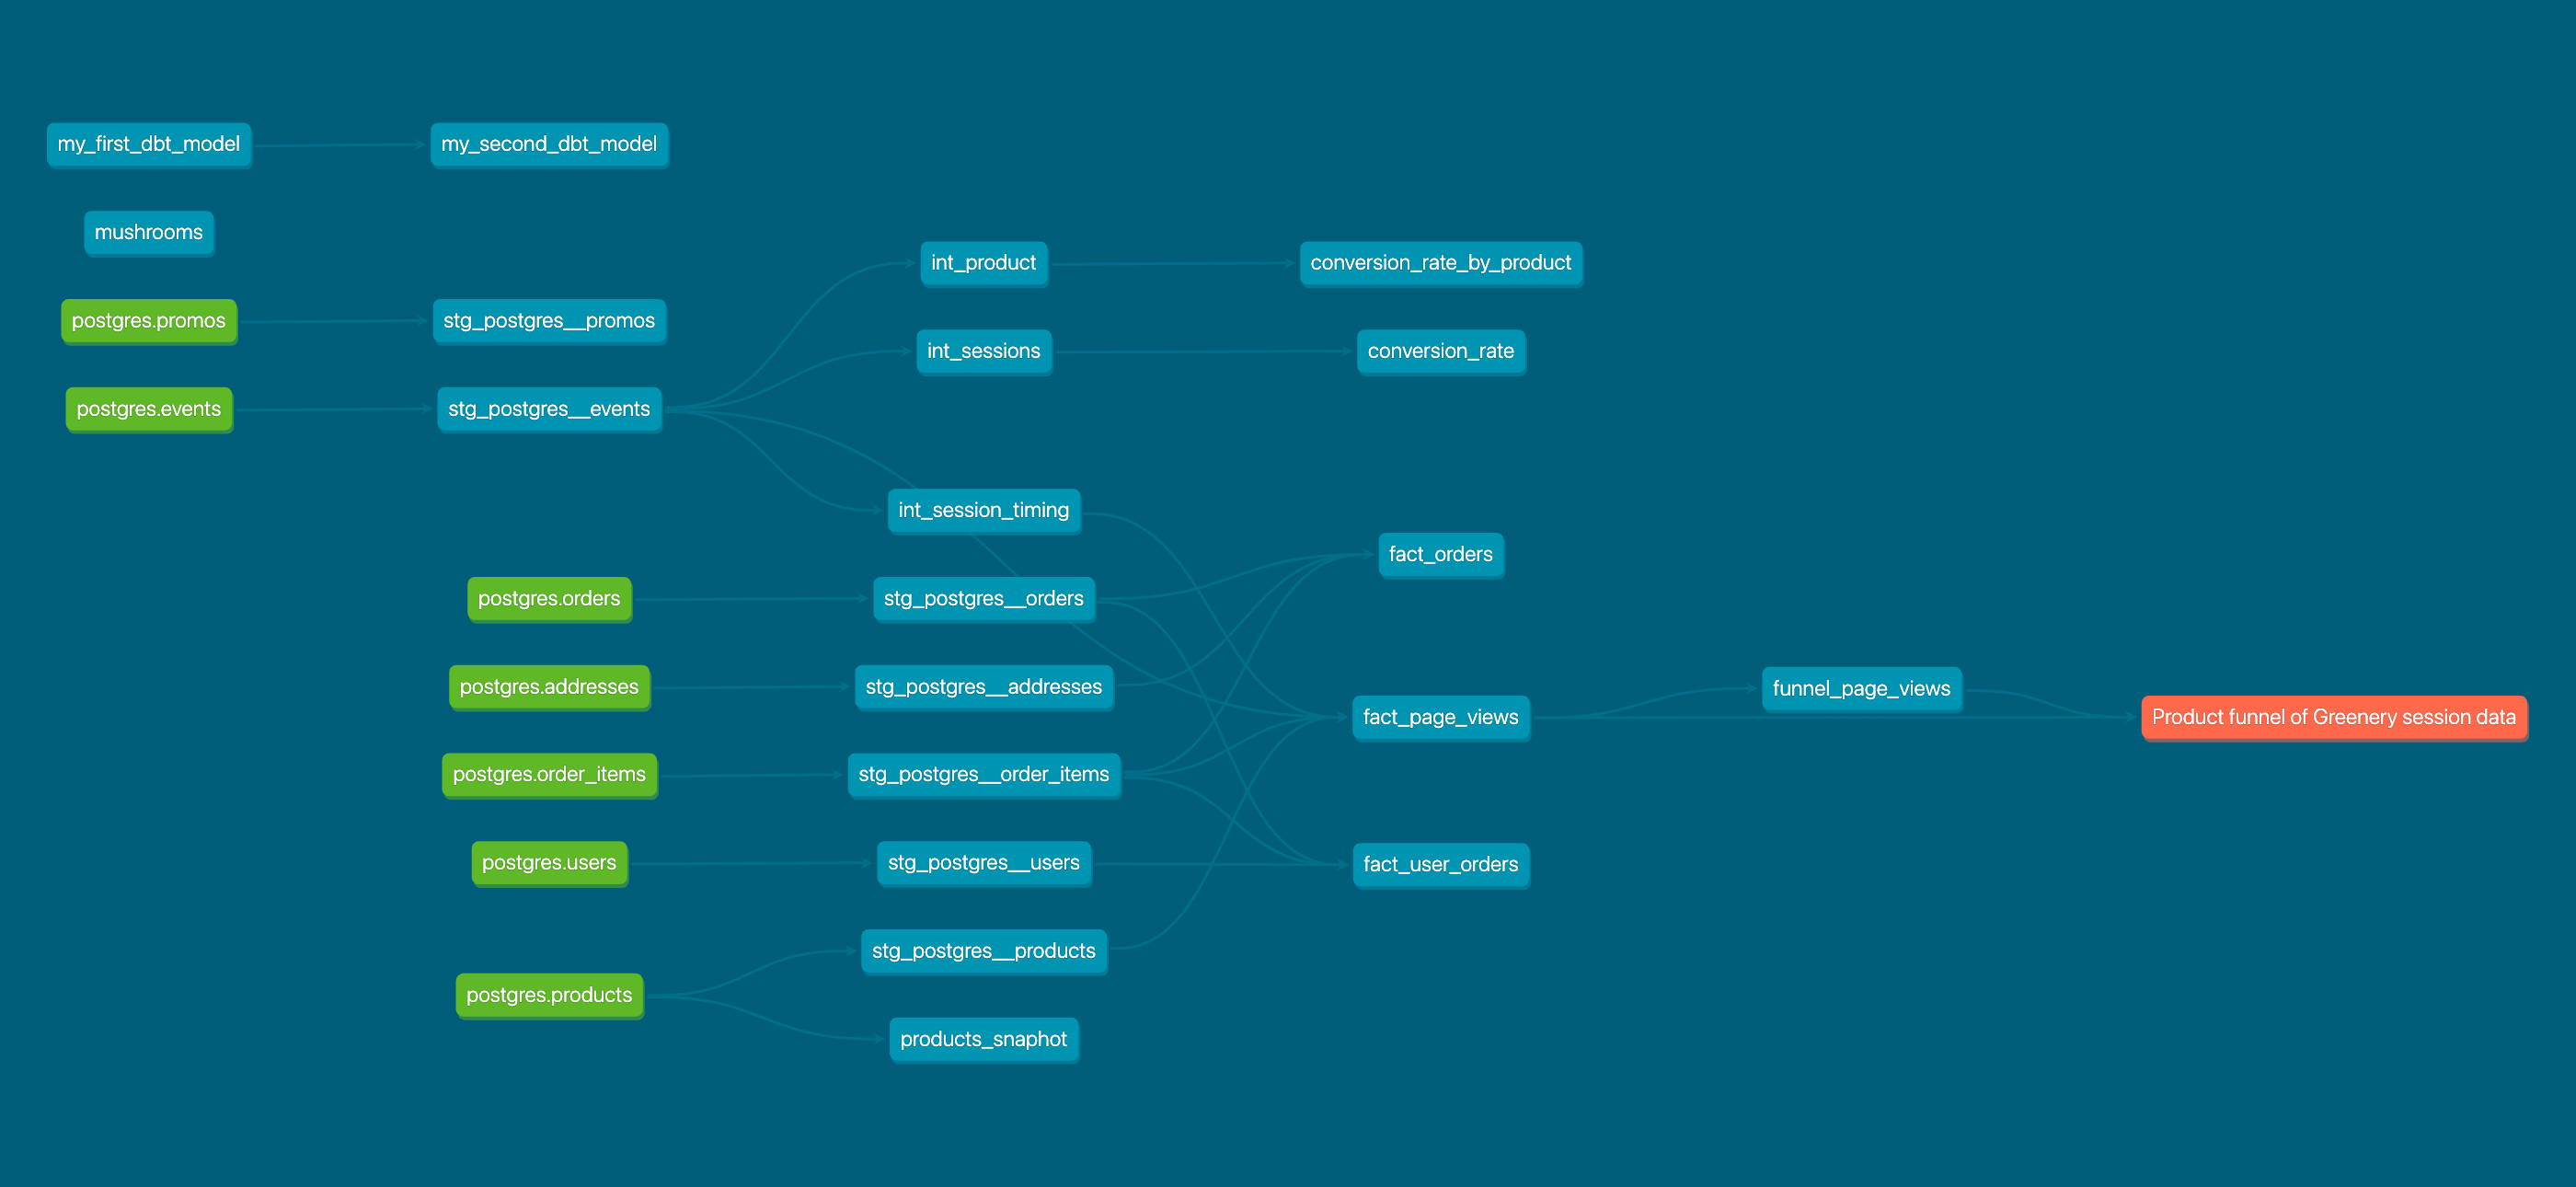 my_first_dbt_model
my_second_dbt_model
mushrooms
int_product
conversion_rate_by_product
postgres.promos
stg_postgres__promos
int_sessions
conversion_rate
postgres.events
stg_postgres__events
int_session_timing
fact_orders
postgres.orders
stg_postgres__orders
postgres.addresses
stg_postgres__addresses
funnel_page_views
fact_page_views
Product funnel of Greenery session data
postgres.order_items
stg_postgres__order_items
postgres.users
stg_postgres__users
fact_user_orders
stg_postgres__products
postgres.products
products_snaphot